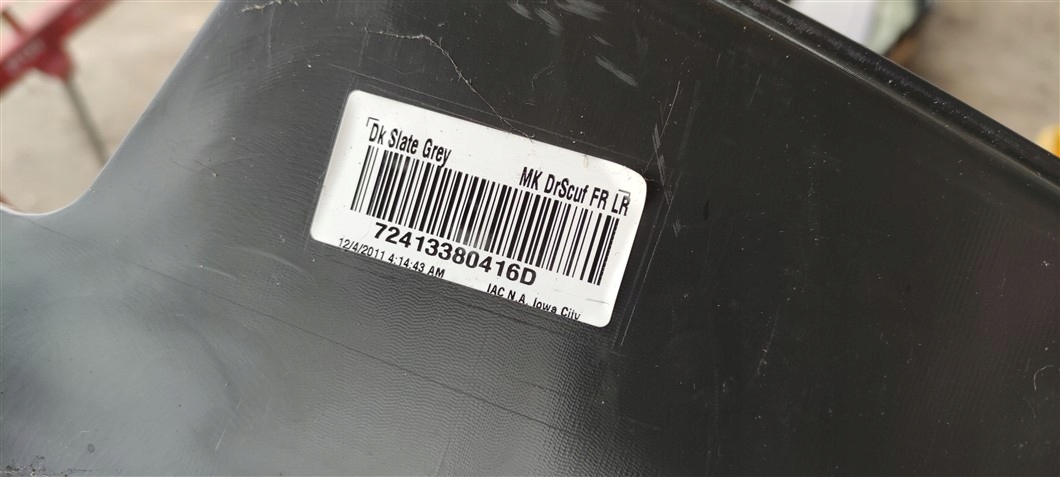 Dk Slate Grey
MK DrScuf FR LR
72413380416D
12/4/2011 4:14:43 AM
IAC N.A. Iowa City